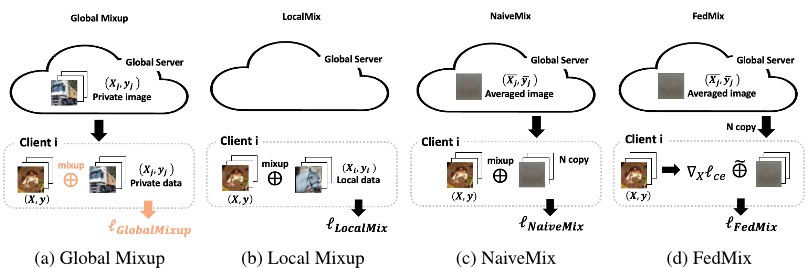 Global Mixup
LocalMix
NaiveMix
FedMix
Global Server
(X_j, y_j)
Private image
Client i
mixup
⊕
(X, y)
(X_j, y_j)
Private data
ℓ_GlobalMixup
Global Server
Client i
mixup
⊕
(X, y)
(X_i, y_i)
Local data
ℓ_LocalMix
Global Server
(X̄_j, ȳ_j)
Averaged image
Client i
mixup
⊕
N copy
(X, y)
ℓ_NaiveMix
Global Server
(X̄_j, ȳ_j)
Averaged image
N copy
Client i
∇_X ℓ_ce ⊕̃
(X, y)
ℓ_FedMix
(a) Global Mixup
(b) Local Mixup
(c) NaiveMix
(d) FedMix